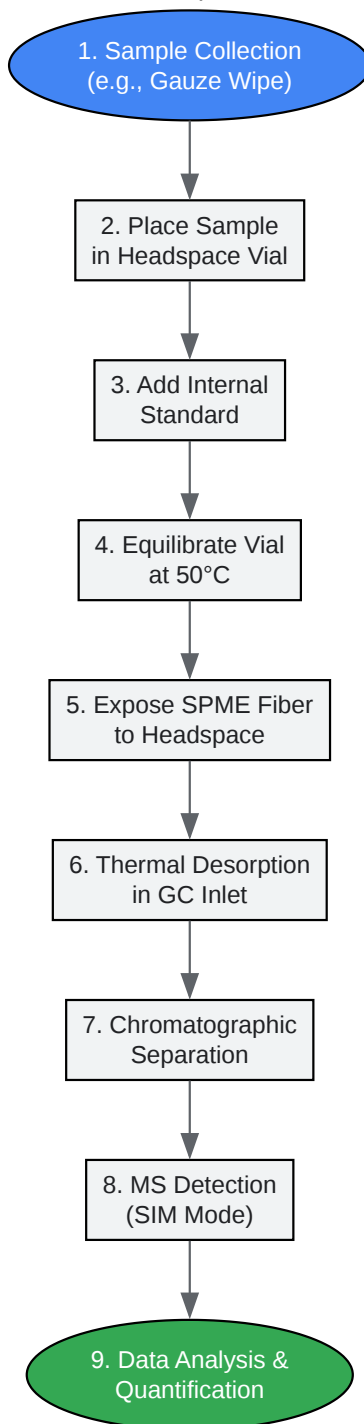 1. Sample Collection
(e.g., Gauze Wipe)
2. Place Sample
in Headspace Vial
3. Add Internal
Standard
4. Equilibrate Vial
at 50°C
5. Expose SPME Fiber
to Headspace
6. Thermal Desorption
in GC Inlet
7. Chromatographic
Separation
8. MS Detection
(SIM Mode)
9. Data Analysis &
Quantification